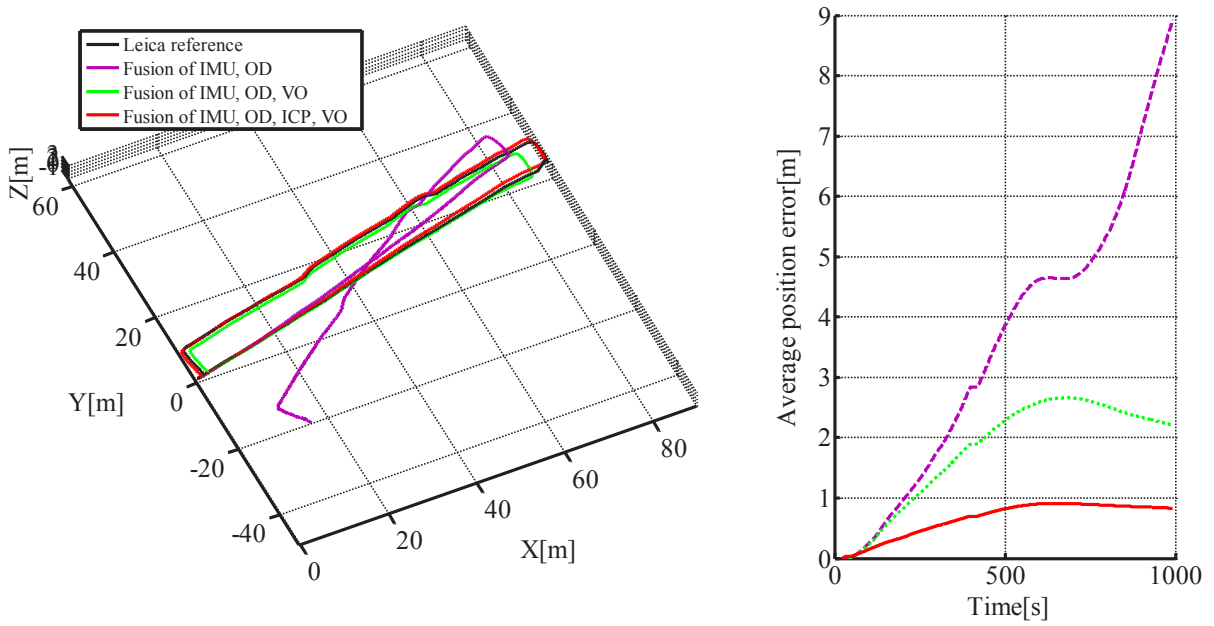 Leica reference
Fusion of IMU, OD
Fusion of IMU, OD, VO
Fusion of IMU, OD, ICP, VO
Z[m]
60
40
20
0
-20
-40
Y[m]
0
20
40
60
80
X[m]
9
8
7
6
5
4
3
2
1
0
Average position error[m]
0
500
1000
Time[s]